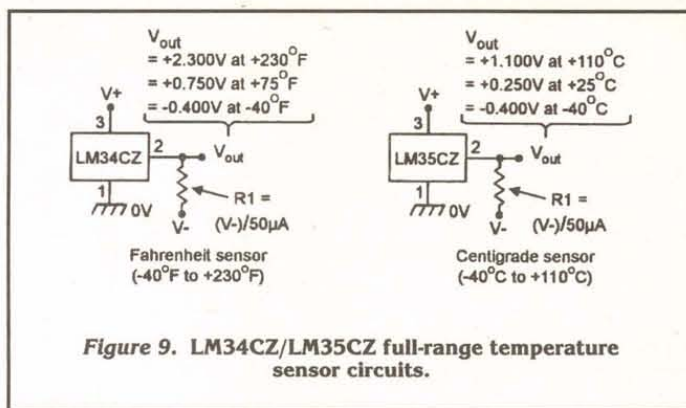 Vout
= +2.300V at +230°F
= +0.750V at +75°F
= -0.400V at -40°F
V+
3
LM34CZ
2
Vout
1
0V
R1 =
(V-)/50µA
V-
Fahrenheit sensor
(-40°F to +230°F)
Vout
= +1.100V at +110°C
= +0.250V at +25°C
= -0.400V at -40°C
V+
3
LM35CZ
2
Vout
1
0V
R1 =
(V-)/50µA
V-
Centigrade sensor
(-40°C to +110°C)
Figure 9. LM34CZ/LM35CZ full-range temperature
sensor circuits.